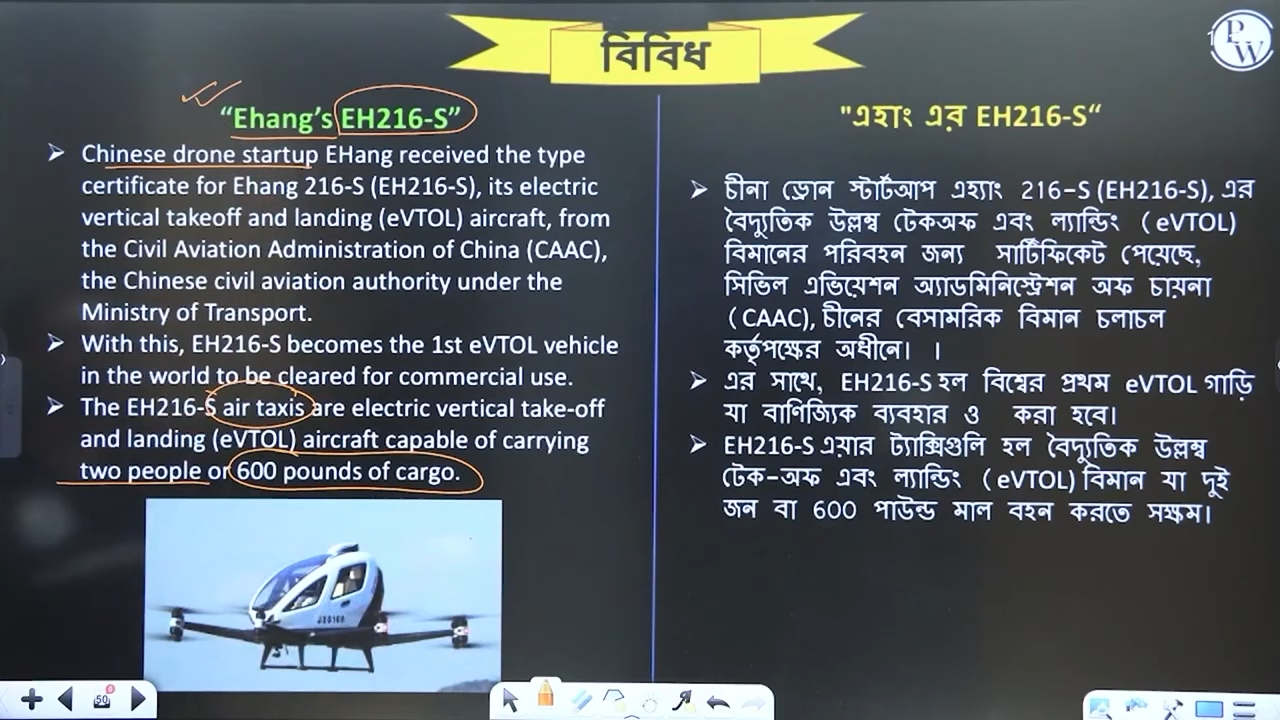 বিবিধ
PW
“Ehang’s EH216-S”
➢ Chinese drone startup EHang received the type
certificate for Ehang 216-S (EH216-S), its electric
vertical takeoff and landing (eVTOL) aircraft, from
the Civil Aviation Administration of China (CAAC),
the Chinese civil aviation authority under the
Ministry of Transport.
➢ With this, EH216-S becomes the 1st eVTOL vehicle
in the world to be cleared for commercial use.
➢ The EH216-S air taxis are electric vertical take-off
and landing (eVTOL) aircraft capable of carrying
two people or 600 pounds of cargo.
"এহাং এর EH216-S“
➢ চীনা ড্রোন স্টার্টআপ এহ্যাং 216-S (EH216-S), এর
বৈদ্যুতিক উল্লম্ব টেকঅফ এবং ল্যান্ডিং (eVTOL)
বিমানের পরিবহন জন্য সার্টিফিকেট পেয়েছে,
সিভিল এভিয়েশন অ্যাডমিনিস্ট্রেশন অফ চায়না
(CAAC), চীনের বেসামরিক বিমান চলাচল
কর্তৃপক্ষের অধীনে। ।
➢ এর সাথে, EH216-S হল বিশ্বের প্রথম eVTOL গাড়ি
যা বাণিজ্যিক ব্যবহার ও করা হবে।
➢ EH216-S এয়ার ট্যাক্সিগুলি হল বৈদ্যুতিক উল্লম্ব
টেক-অফ এবং ল্যান্ডিং (eVTOL) বিমান যা দুই
জন বা 600 পাউন্ড মাল বহন করতে সক্ষম।
50